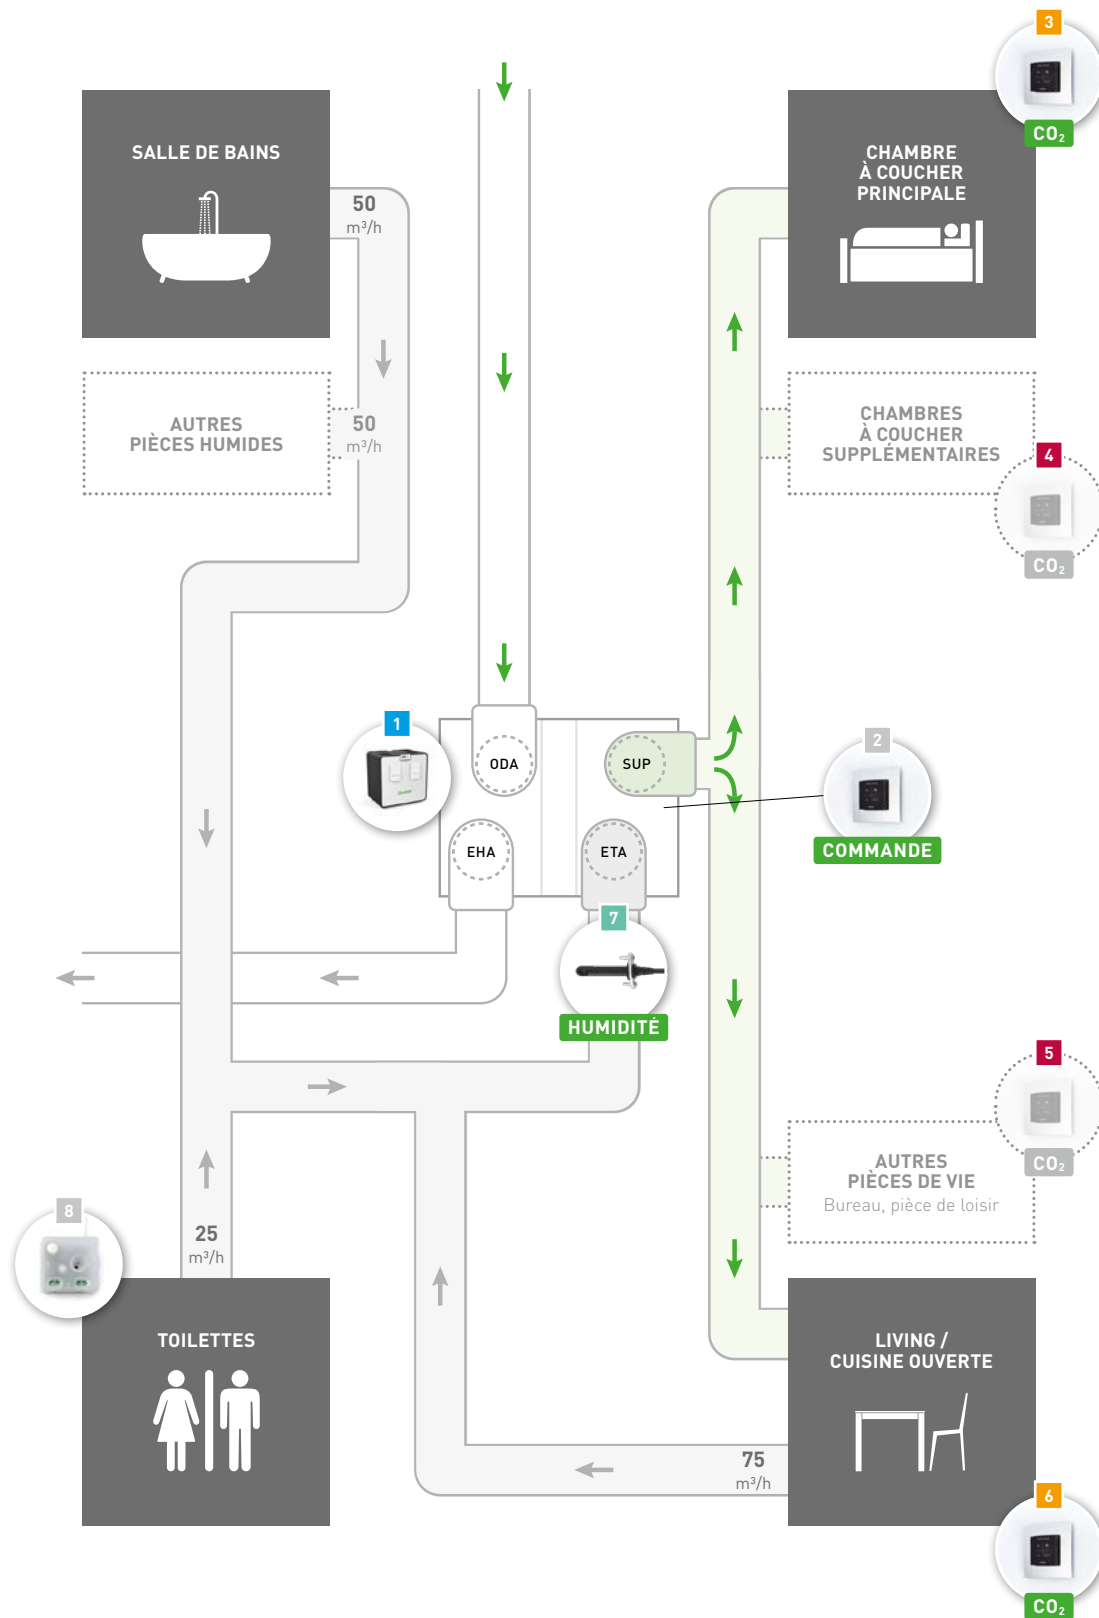 3
CO₂
SALLE DE BAINS
50
m³/h
CHAMBRE
À COUCHER
PRINCIPALE
AUTRES
PIÈCES HUMIDES
50
m³/h
CHAMBRES
À COUCHER
SUPPLÉMENTAIRES
4
CO₂
1
ODA
SUP
2
COMMANDE
EHA
ETA
7
HUMIDITÉ
5
CO₂
AUTRES
PIÈCES DE VIE
Bureau, pièce de loisir
8
25
m³/h
TOILETTES
LIVING /
CUISINE OUVERTE
75
m³/h
6
CO₂